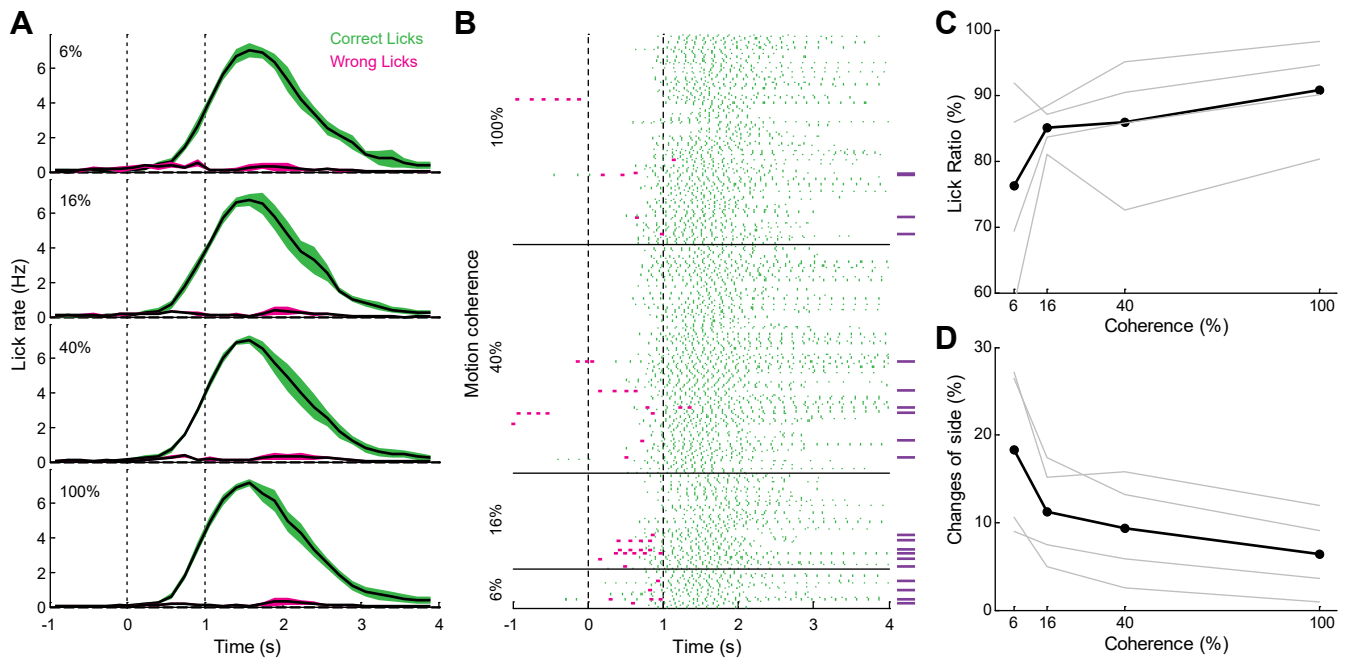 A
Correct Licks
Wrong Licks
6%
6
4
2
0
16%
6
4
2
0
40%
6
4
2
0
100%
6
4
2
0
Lick rate (Hz)
-1 0 1 2 3 4
Time (s)
B
100%
40%
16%
6%
Motion coherence
-1 0 1 2 3 4
Time (s)
C
100
90
80
70
60
Lick Ratio (%)
6 16 40 100
Coherence (%)
D
30
20
10
0
Changes of side (%)
6 16 40 100
Coherence (%)